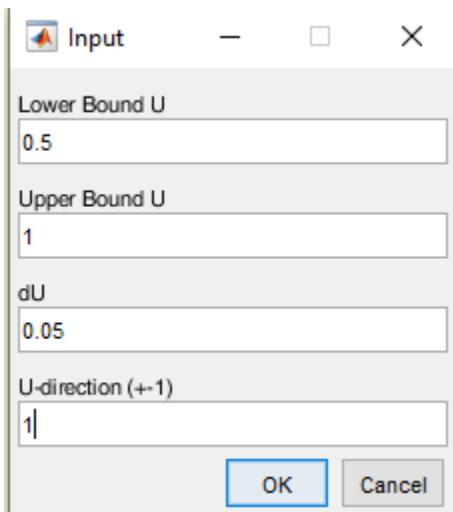 Input
Lower Bound U
0.5
Upper Bound U
1
dU
0.05
U-direction (+-1)
1
OK Cancel